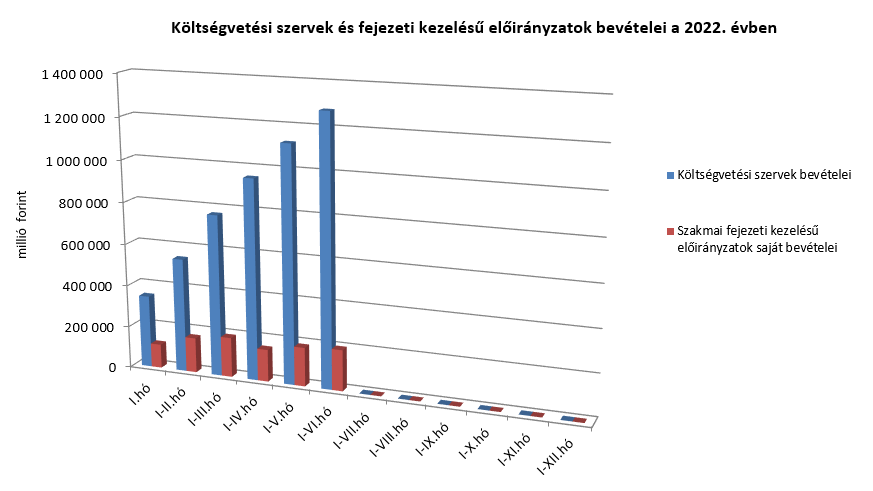 Költségvetési szervek és fejezeti kezelésű előirányzatok bevételei a 2022. évben
1 400 000
1 200 000
1 000 000
800 000
600 000
400 000
200 000
0
millió forint
I.hó
I-II.hó
I-III.hó
I-IV.hó
I-V.hó
I-VI.hó
I-VII.hó
I-VIII.hó
I-IX.hó
I-X.hó
I-XI.hó
I-XII.hó
Költségvetési szervek bevételei
Szakmai fejezeti kezelésű
előirányzatok saját bevételei